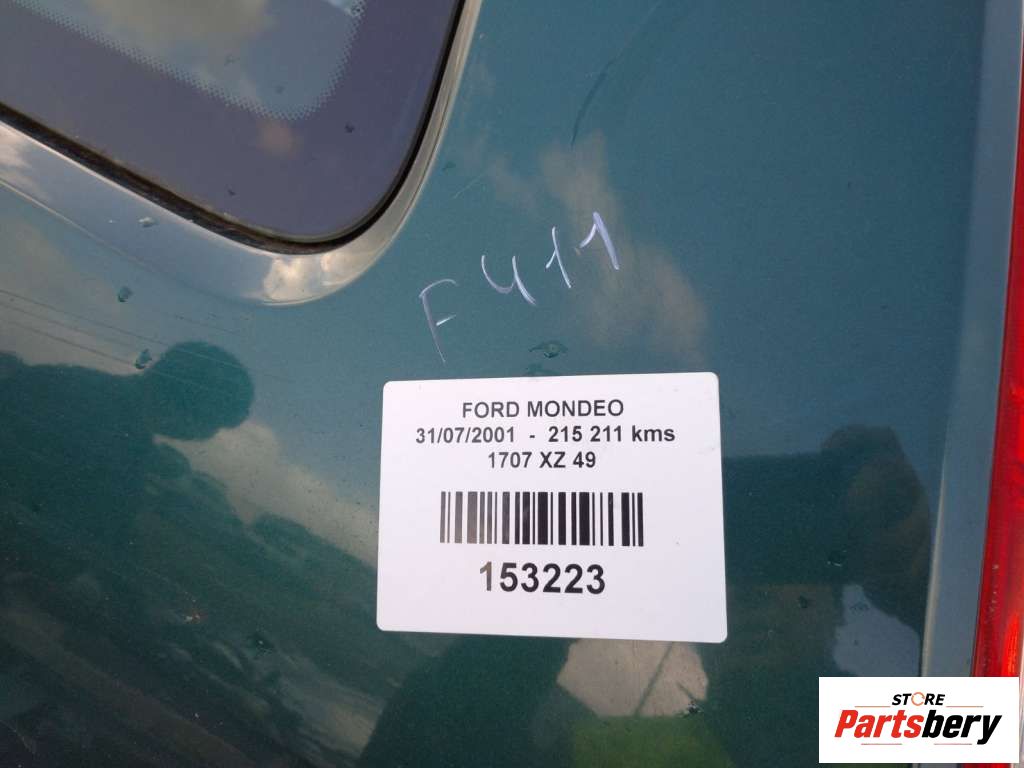 F411
FORD MONDEO
31/07/2001 - 215 211 kms
1707 XZ 49
153223
STORE
Partsbery